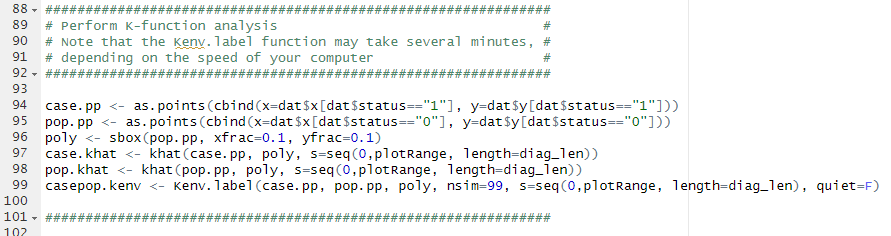 88 ###############################################################
89 # Perform K-function analysis                                 #
90 # Note that the Kenv.label function may take several minutes, #
91 # depending on the speed of your computer                     #
92 ###############################################################
93
94 case.pp <- as.points(cbind(x=dat$x[dat$status=="1"], y=dat$y[dat$status=="1"]))
95 pop.pp <- as.points(cbind(x=dat$x[dat$status=="0"], y=dat$y[dat$status=="0"]))
96 poly <- sbox(pop.pp, xfrac=0.1, yfrac=0.1)
97 case.khat <- khat(case.pp, poly, s=seq(0,plotRange, length=diag_len))
98 pop.khat <- khat(pop.pp, poly, s=seq(0,plotRange, length=diag_len))
99 casepop.kenv <- Kenv.label(case.pp, pop.pp, poly, nsim=99, s=seq(0,plotRange, length=diag_len), quiet=F)
100
101 ###############################################################
102